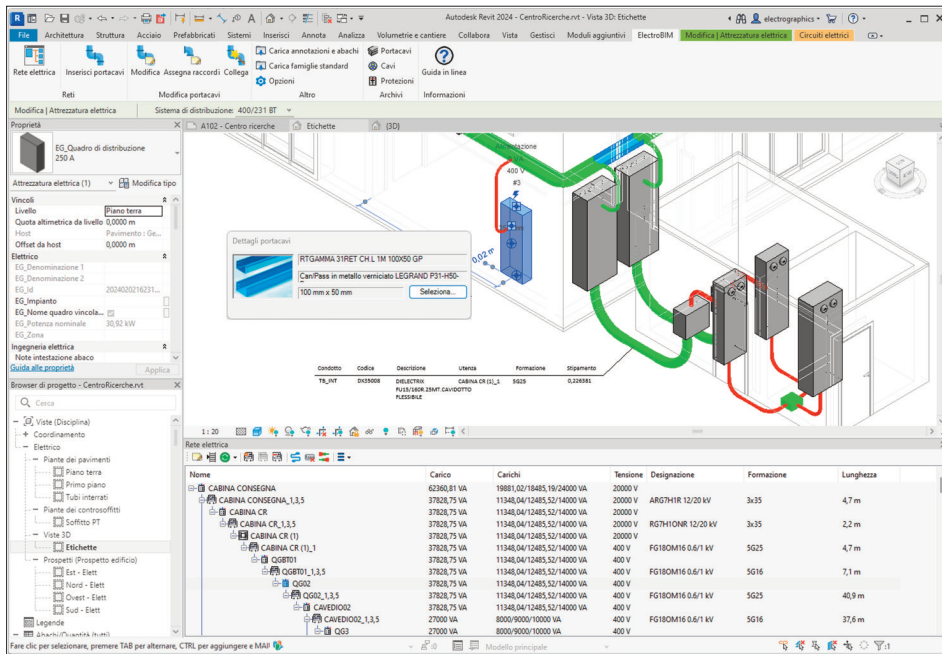 Autodesk Revit 2024 - CentroRicerche.rvt - Vista 3D: Etichette
electrographics
File Architettura Struttura Acciaio Prefabbricati Sistemi Inserisci Annota Analizza Volumetrie e cantiere Collabora Vista Gestisci Moduli aggiuntivi ElectroBIM Modifica | Attrezzatura elettrica Circuiti elettrici
Rete elettrica Inserisci portacavi Modifica Assegna raccordi Collega
Carica annotazioni e abachi
Carica famiglie standard
Opzioni
Portacavi
Cavi
Protezioni
Guida in linea
Reti Modifica portacavi Altro Archivi Informazioni
Modifica | Attrezzatura elettrica Sistema di distribuzione: 400/231 BT
Proprietà
A102 - Centro ricerche Etichette {3D}
EG_Quadro di distribuzione
250 A
Attrezzatura elettrica (1) Modifica tipo
Vincoli
Livello Piano terra
Quota altimetrica da livello 0,0000 m
Host Pavimento : Ge...
Offset da host 0,0000 m
Elettrico
EG_Denominazione 1
EG_Denominazione 2
EG_Id 2024020216231...
EG_Impianto
EG_Nome quadro vincola...
EG_Potenza nominale 30,92 kW
EG_Zona
Ingegneria elettrica
Note intestazione abaco
Guida alle proprietà Applica
400 V
#3
0,02 m
Dettagli portacavi
RTGAMMA 31RET CH.L 1M 100X50 GP
Can/Pass in metallo verniciato LEGRAND P31-H50-
100 mm x 50 mm Seleziona...
Condotto Codice Descrizione Utenza Formazione Stipamento
TB_INT DX35008 DIELECTRIX CABINA CR (1)_1 5G25 0,226381
FU15/160R.25MT.CAVIDOTTO
FLESSIBILE
1 : 20
Browser di progetto - CentroRicerche.rvt
Cerca
Viste (Disciplina)
Coordinamento
Elettrico
Piante dei pavimenti
Piano terra
Primo piano
Tubi interrati
Piante dei controsoffitti
Soffitto PT
Viste 3D
Etichette
Prospetti (Prospetto edificio)
Est - Elett
Nord - Elett
Ovest - Elett
Sud - Elett
Legende
Abachi/Quantità (tutti)
Rete elettrica
Nome Carico Carichi Tensione Designazione Formazione Lunghezza
CABINA CONSEGNA 62360,81 VA 19881,02/18485,19/24000 VA 20000 V
CABINA CONSEGNA_1,3,5 37828,75 VA 11348,04/12485,52/14000 VA 20000 V ARG7H1R 12/20 kV 3x35 4,7 m
CABINA CR 37828,75 VA 11348,04/12485,52/14000 VA 20000 V
CABINA CR_1,3,5 37828,75 VA 11348,04/12485,52/14000 VA 20000 V RG7H1ONR 12/20 kV 3x35 2,2 m
CABINA CR (1) 37828,75 VA 11348,04/12485,52/14000 VA 20000 V
CABINA CR (1)_1 37828,75 VA 11348,04/12485,52/14000 VA 400 V FG18OM16 0.6/1 kV 5G25 4,7 m
QGBT01 37828,75 VA 11348,04/12485,52/14000 VA 400 V
QGBT01_1,3,5 37828,75 VA 11348,04/12485,52/14000 VA 400 V FG18OM16 0.6/1 kV 5G16 7,1 m
QG02 37828,75 VA 11348,04/12485,52/14000 VA 400 V
QG02_1,3,5 37828,75 VA 11348,04/12485,52/14000 VA 400 V FG18OM16 0.6/1 kV 5G16 40,9 m
CAVEDIO02 37828,75 VA 11348,04/12485,52/14000 VA 400 V
CAVEDIO02_1,3,5 27000 VA 8000/9000/10000 VA 400 V FG18OM16 0.6/1 kV 5G16 37,6 m
QG3 27000 VA 8000/9000/10000 VA 400 V
Fare clic per selezionare, premere TAB per alternare, CTRL per aggiungere e MAI :0 Modello principale :1